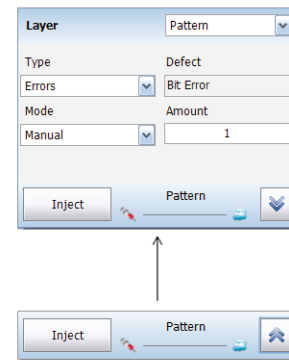 Layer Pattern
Type Defect
Errors Bit Error
Mode Amount
Manual 1
Inject Pattern
Inject Pattern